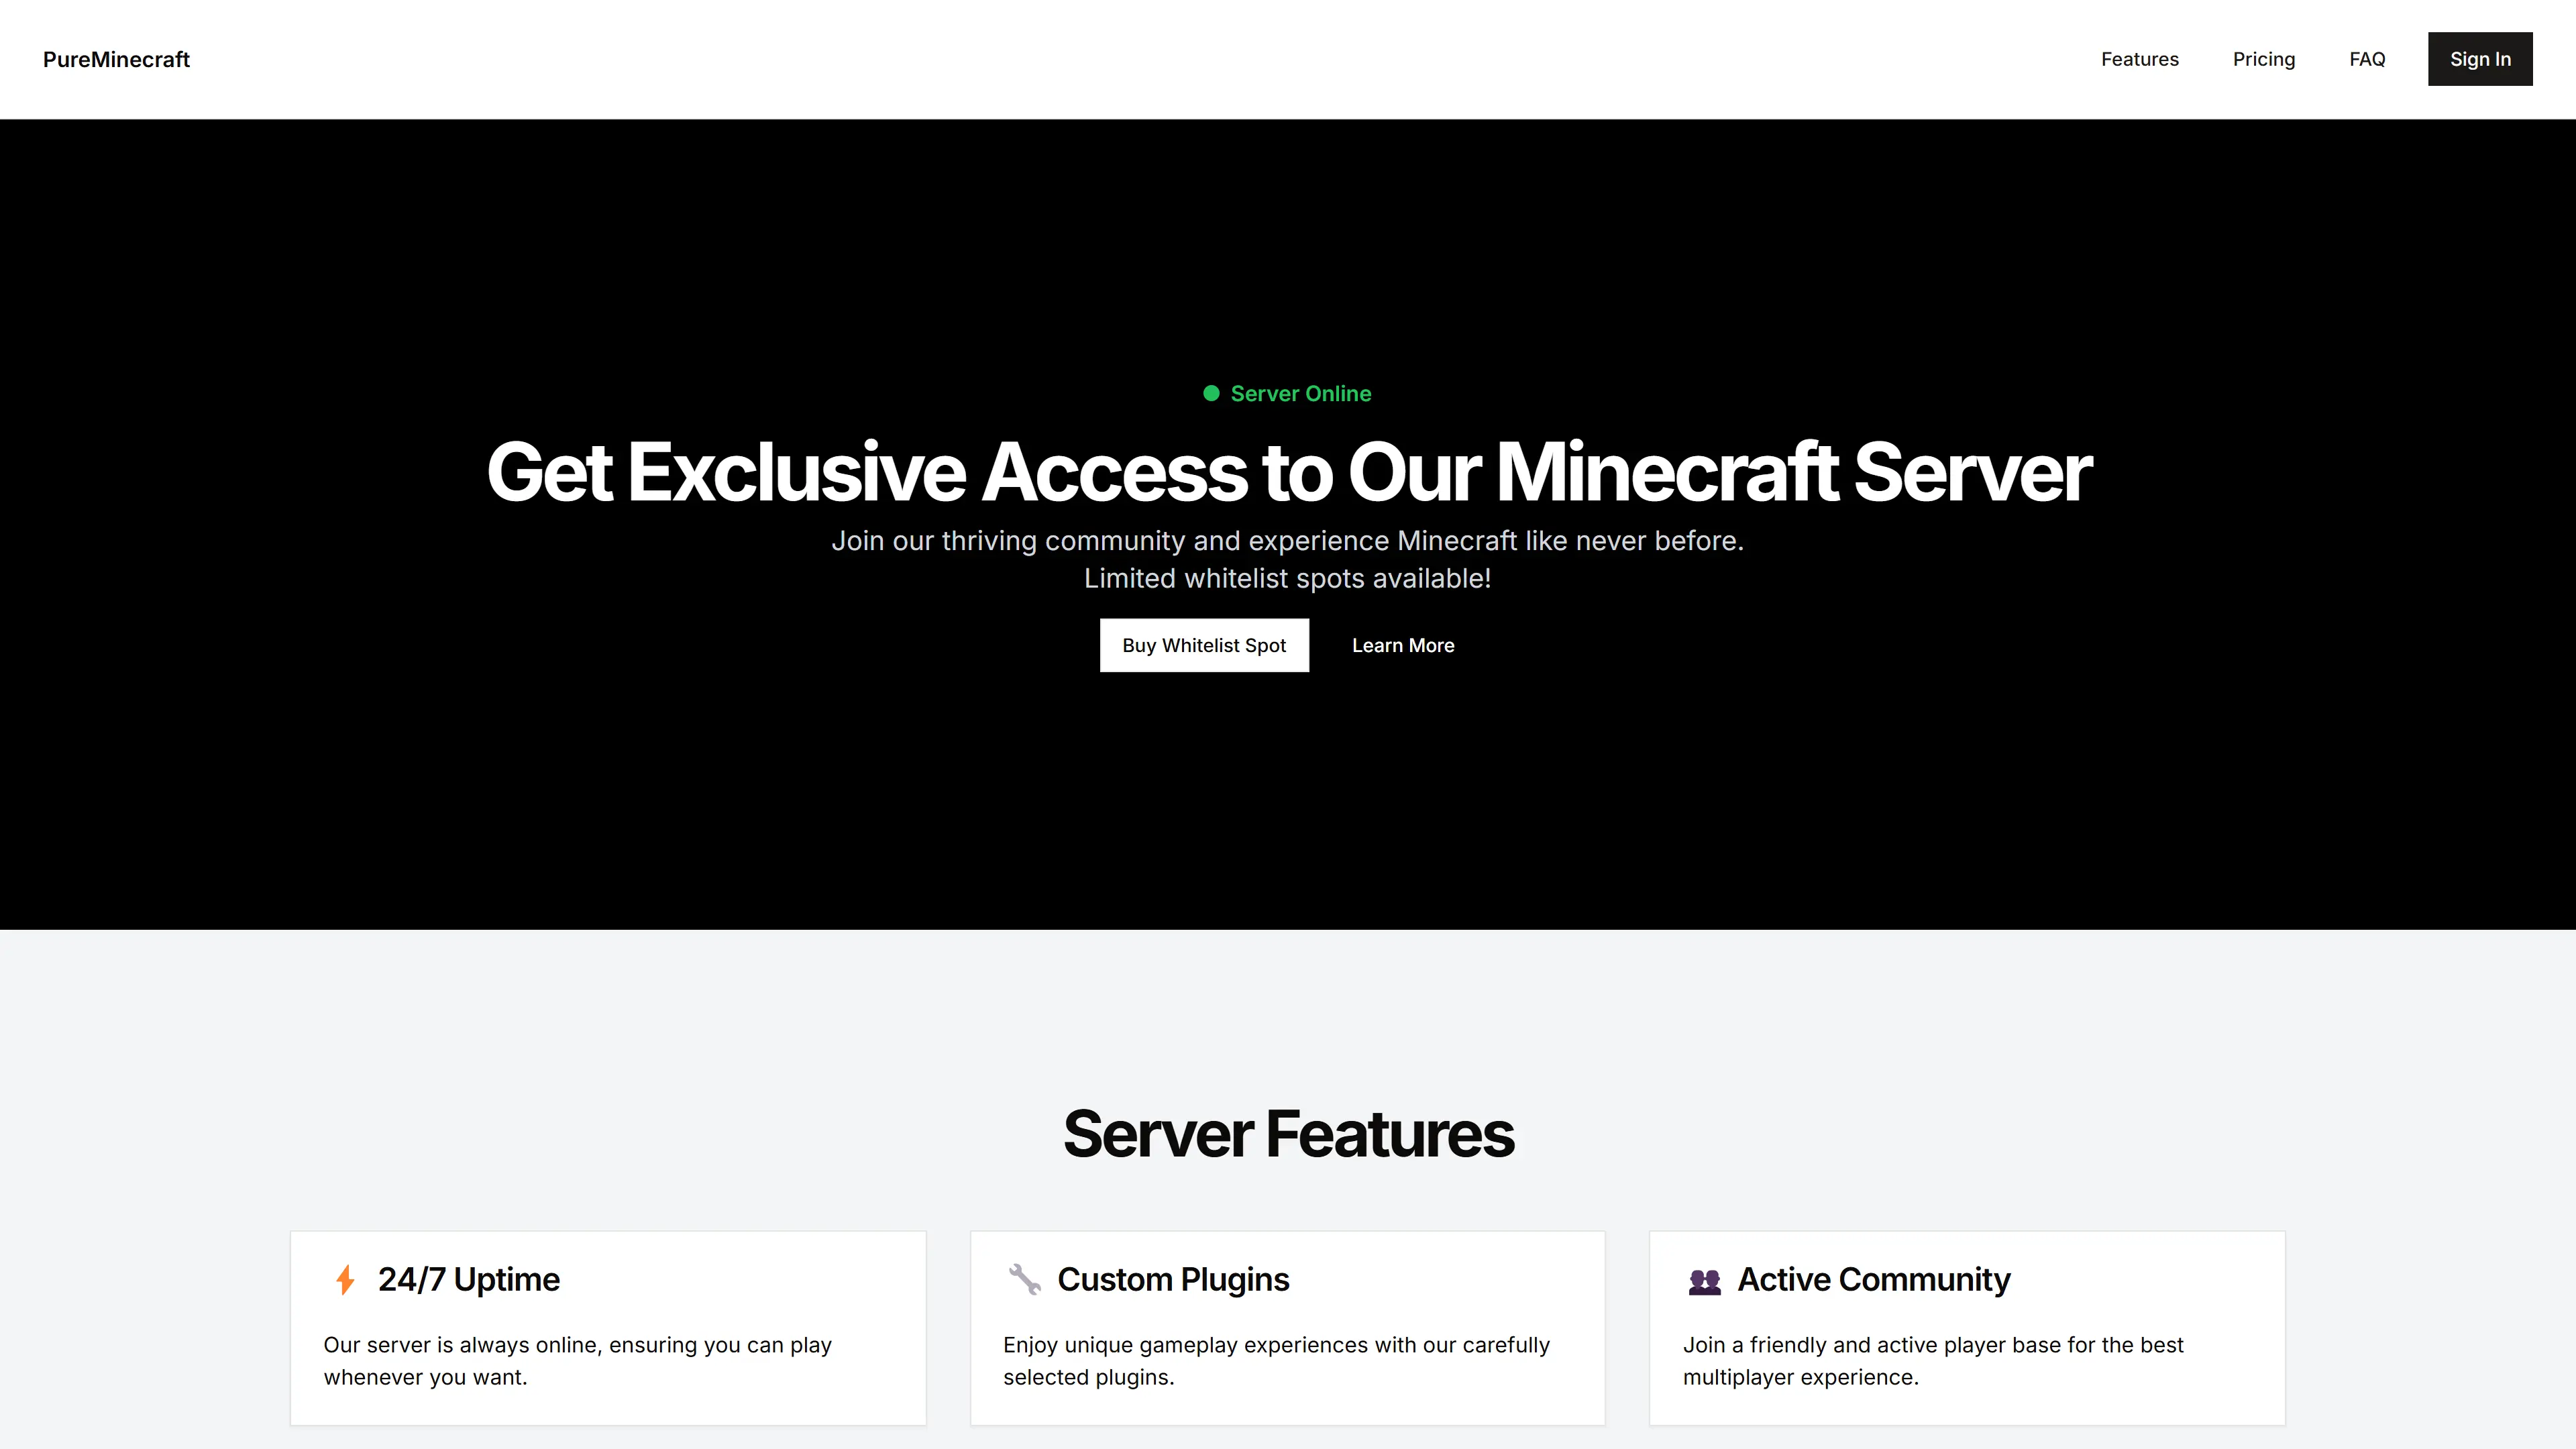 PureMinecraft
Features
Pricing
FAQ
Sign In
Server Online
Get Exclusive Access to Our Minecraft Server
Join our thriving community and experience Minecraft like never before.
Limited whitelist spots available!
Buy Whitelist Spot
Learn More
Server Features
24/7 Uptime
Our server is always online, ensuring you can play
whenever you want.
Custom Plugins
Enjoy unique gameplay experiences with our carefully
selected plugins.
Active Community
Join a friendly and active player base for the best
multiplayer experience.